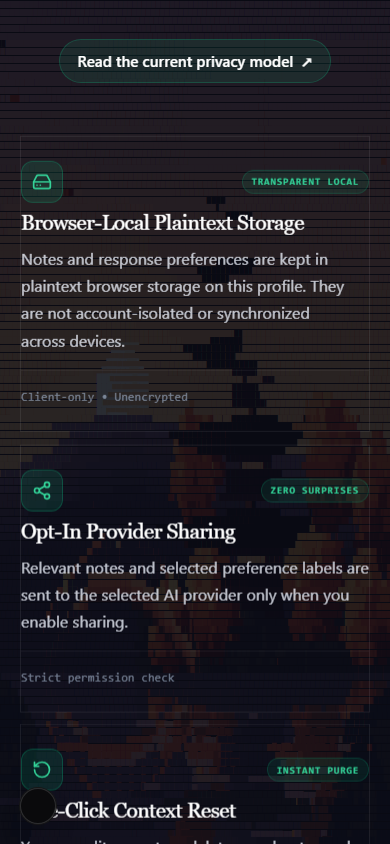 Read the current privacy model ↗
TRANSPARENT LOCAL
Browser-Local Plaintext Storage
Notes and response preferences are kept in
plaintext browser storage on this profile. They
are not account-isolated or synchronized
across devices.
Client-only • Unencrypted
ZERO SURPRISES
Opt-In Provider Sharing
Relevant notes and selected preference labels are
sent to the selected AI provider only when you
enable sharing.
Strict permission check
INSTANT PURGE
-Click Context Reset